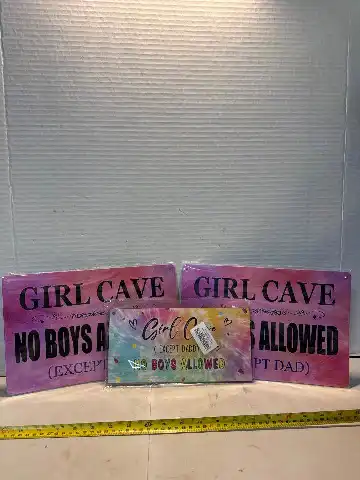 GIRL CAVE
NO BOYS A
(EXCEPT
GIRL CAVE
ALLOWED
PT DAD)
Girl C
(EXCEPT DAD)
NO BOYS ALLOWED